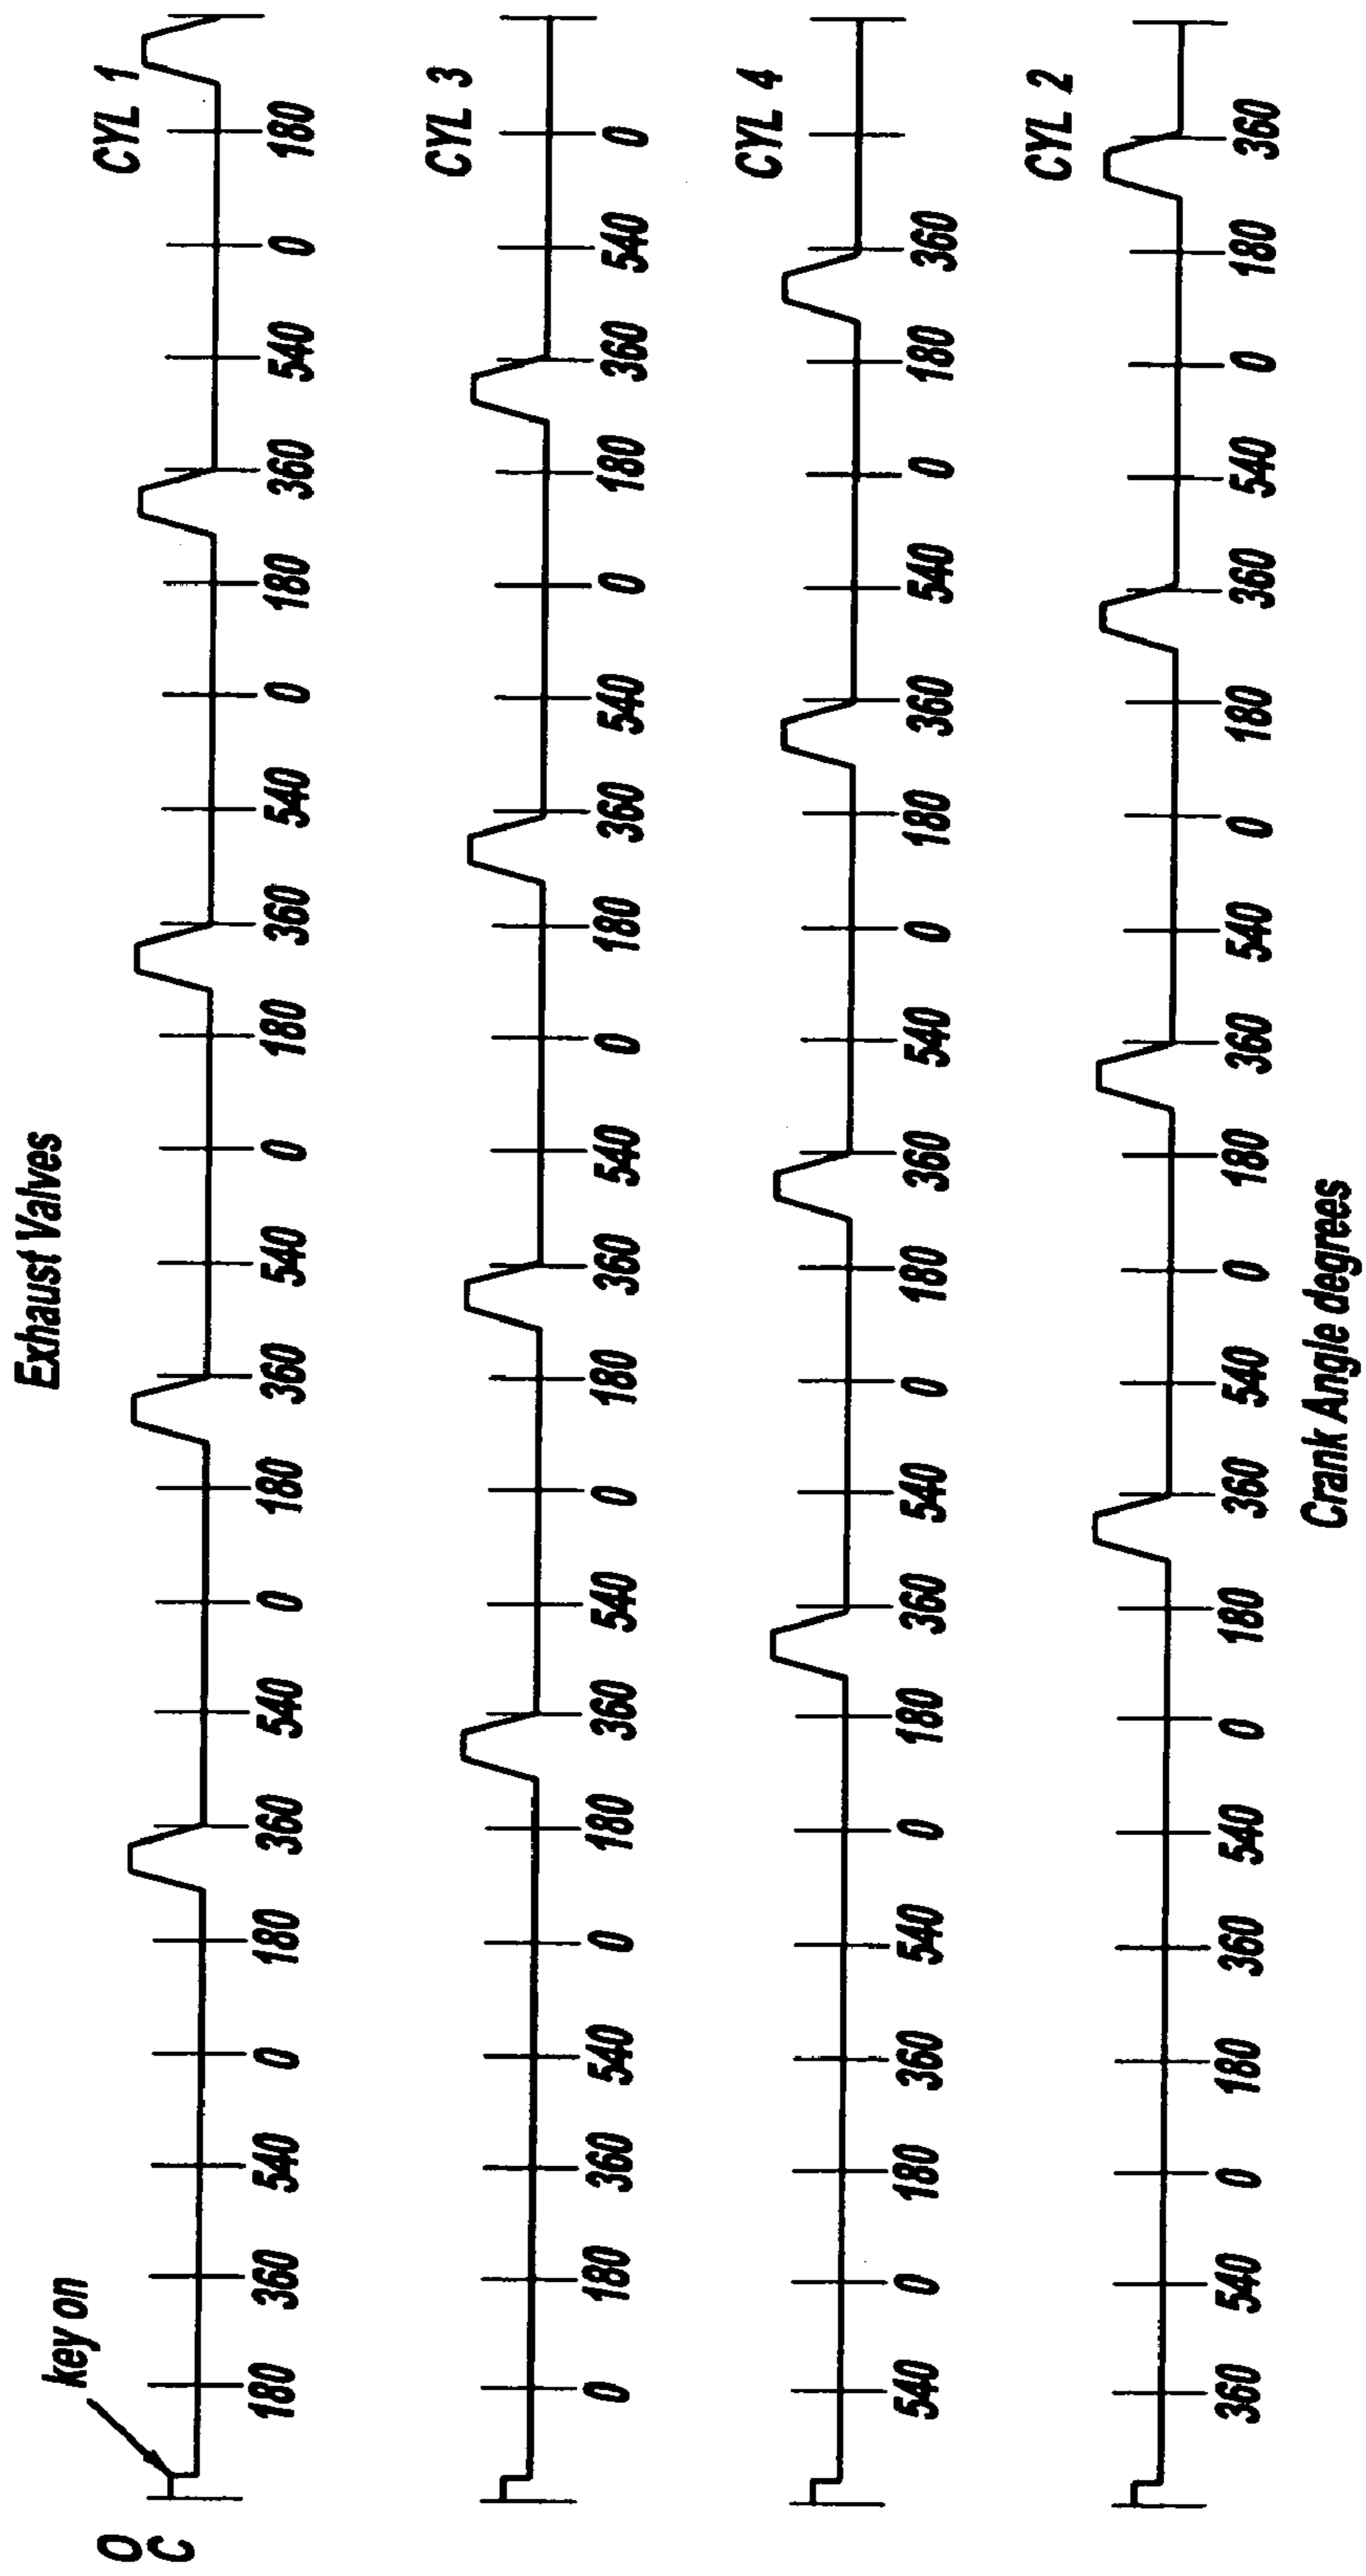 Exhaust Valves
key on
O
C
CYL 1
180 360 540 0 180 360 540 0 180 360 540 0 180 360 540 0 180 360 540 0 180
CYL 3
0 180 360 540 0 180 360 540 0 180 360 540 0 180 360 540 0 180 360 540 0
CYL 4
540 0 180 360 540 0 180 360 540 0 180 360 540 0 180 360 540 0 180 360
CYL 2
360 540 0 180 360 540 0 180 360 540 0 180 360 540 0 180 360 540 0 180 360
Crank Angle degrees